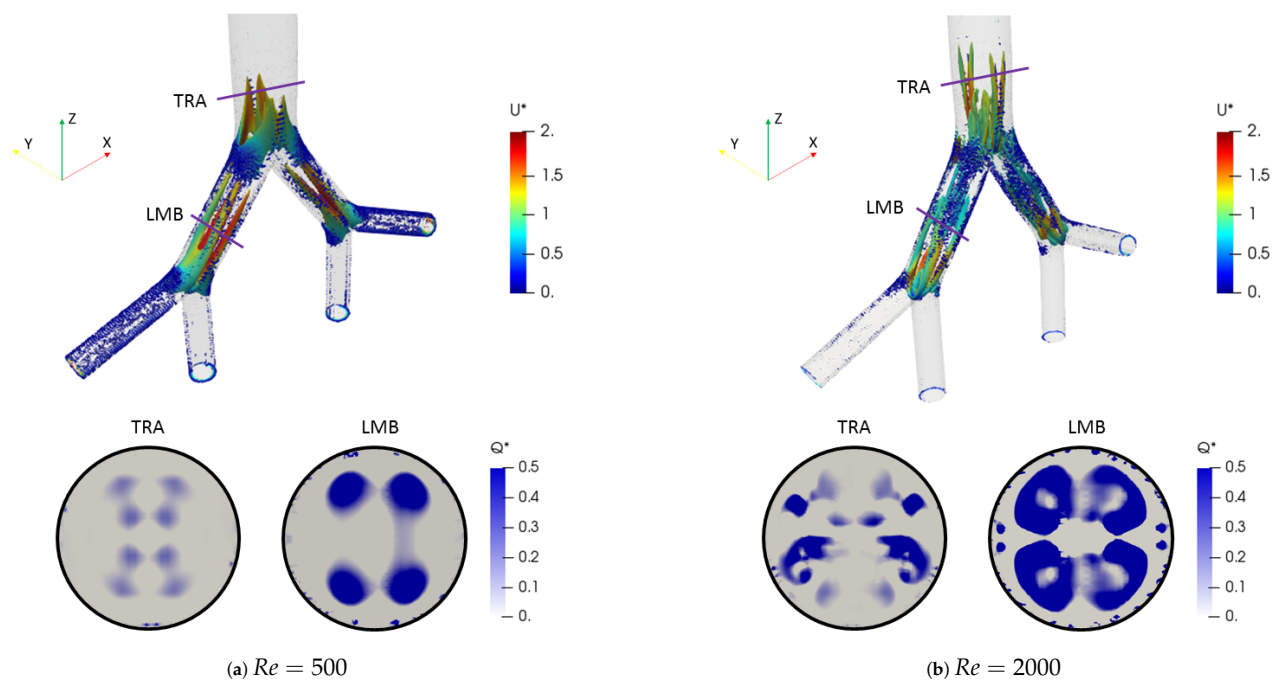 TRA
Z
Y
X
LMB
U*
2.
1.5
1
0.5
0.
TRA
LMB
Q*
0.5
0.4
0.3
0.2
0.1
0.
(a) Re = 500
TRA
Z
Y
X
LMB
U*
2.
1.5
1
0.5
0.
TRA
LMB
Q*
0.5
0.4
0.3
0.2
0.1
0.
(b) Re = 2000